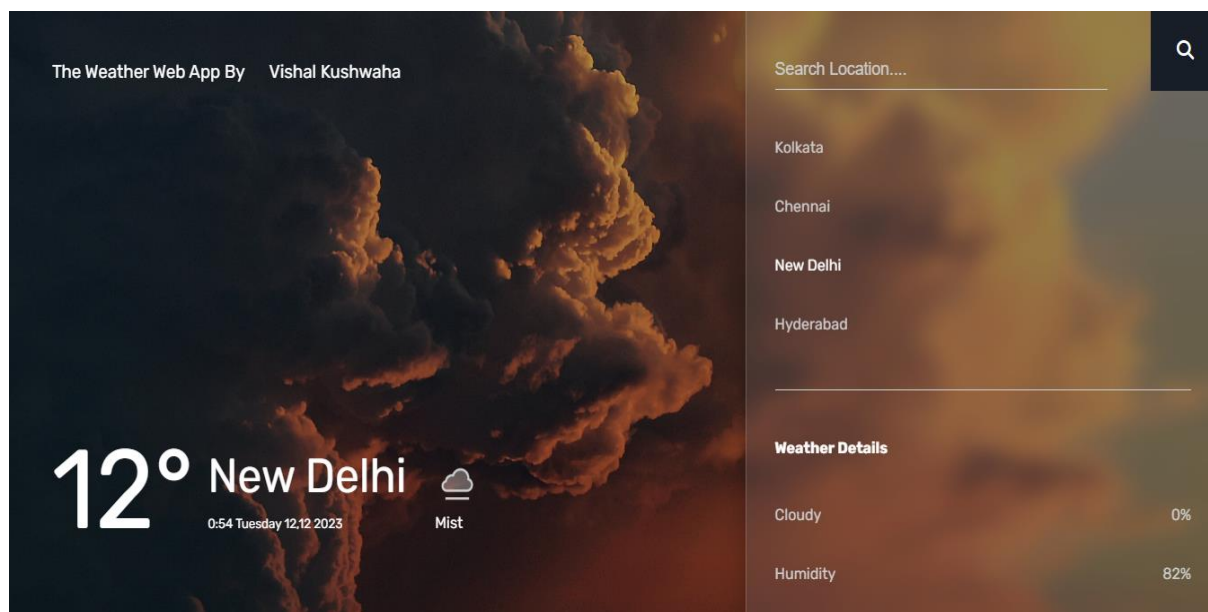 The Weather Web App By Vishal Kushwaha
Search Location....
Kolkata
Chennai
New Delhi
Hyderabad
12°
New Delhi
0:54 Tuesday 12,12 2023
Mist
Weather Details
Cloudy 0%
Humidity 82%